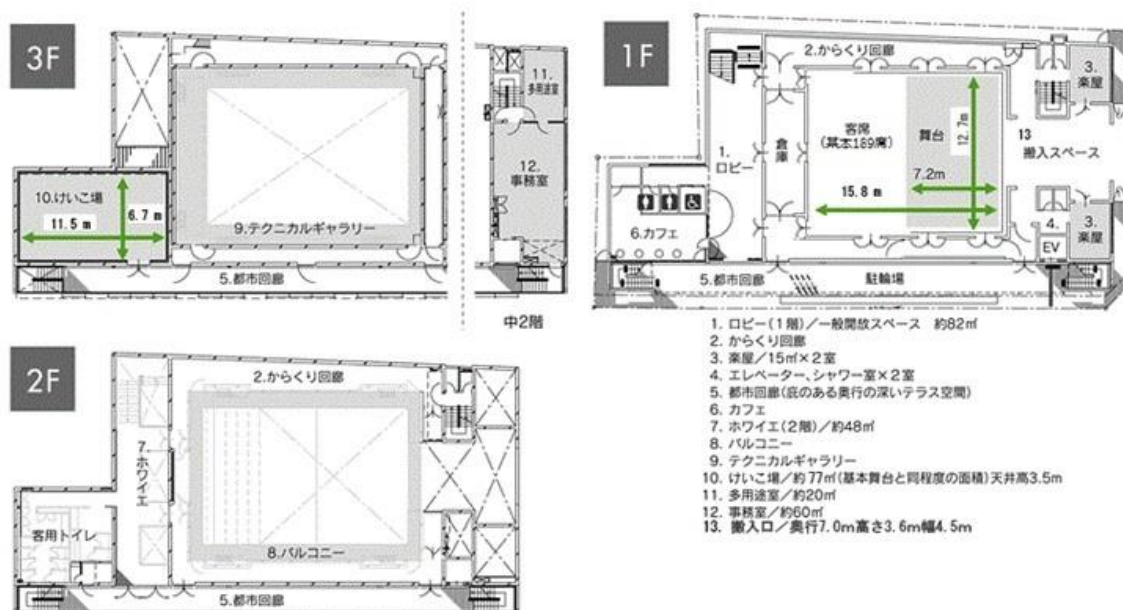 3F
11.
多用途室
12.
事務室
10.けいこ場
6.7 m
11.5 m
9.テクニカルギャラリー
5.都市回廊
中2階
1F
2.からくり回廊
3.
楽屋
1.
ロビー
倉庫
客席
(基本189席)
舞台
12.7m
7.2m
15.8 m
13
搬入スペース
6.カフェ
4.
EV
3.
楽屋
5.都市回廊
駐輪場
2F
2.からくり回廊
7.ホワイエ
客用トイレ
8.バルコニー
5.都市回廊
1. ロビー(1階)/一般開放スペース 約82㎡
2. からくり回廊
3. 楽屋/15㎡×2室
4. エレベーター、シャワー室×2室
5. 都市回廊(庇のある奥行の深いテラス空間)
6. カフェ
7. ホワイエ(2階)/約48㎡
8. バルコニー
9. テクニカルギャラリー
10. けいこ場/約77㎡(基本舞台と同程度の面積)天井高3.5m
11. 多用途室/約20㎡
12. 事務室/約60㎡
13. 搬入口/奥行7.0m高さ3.6m幅4.5m